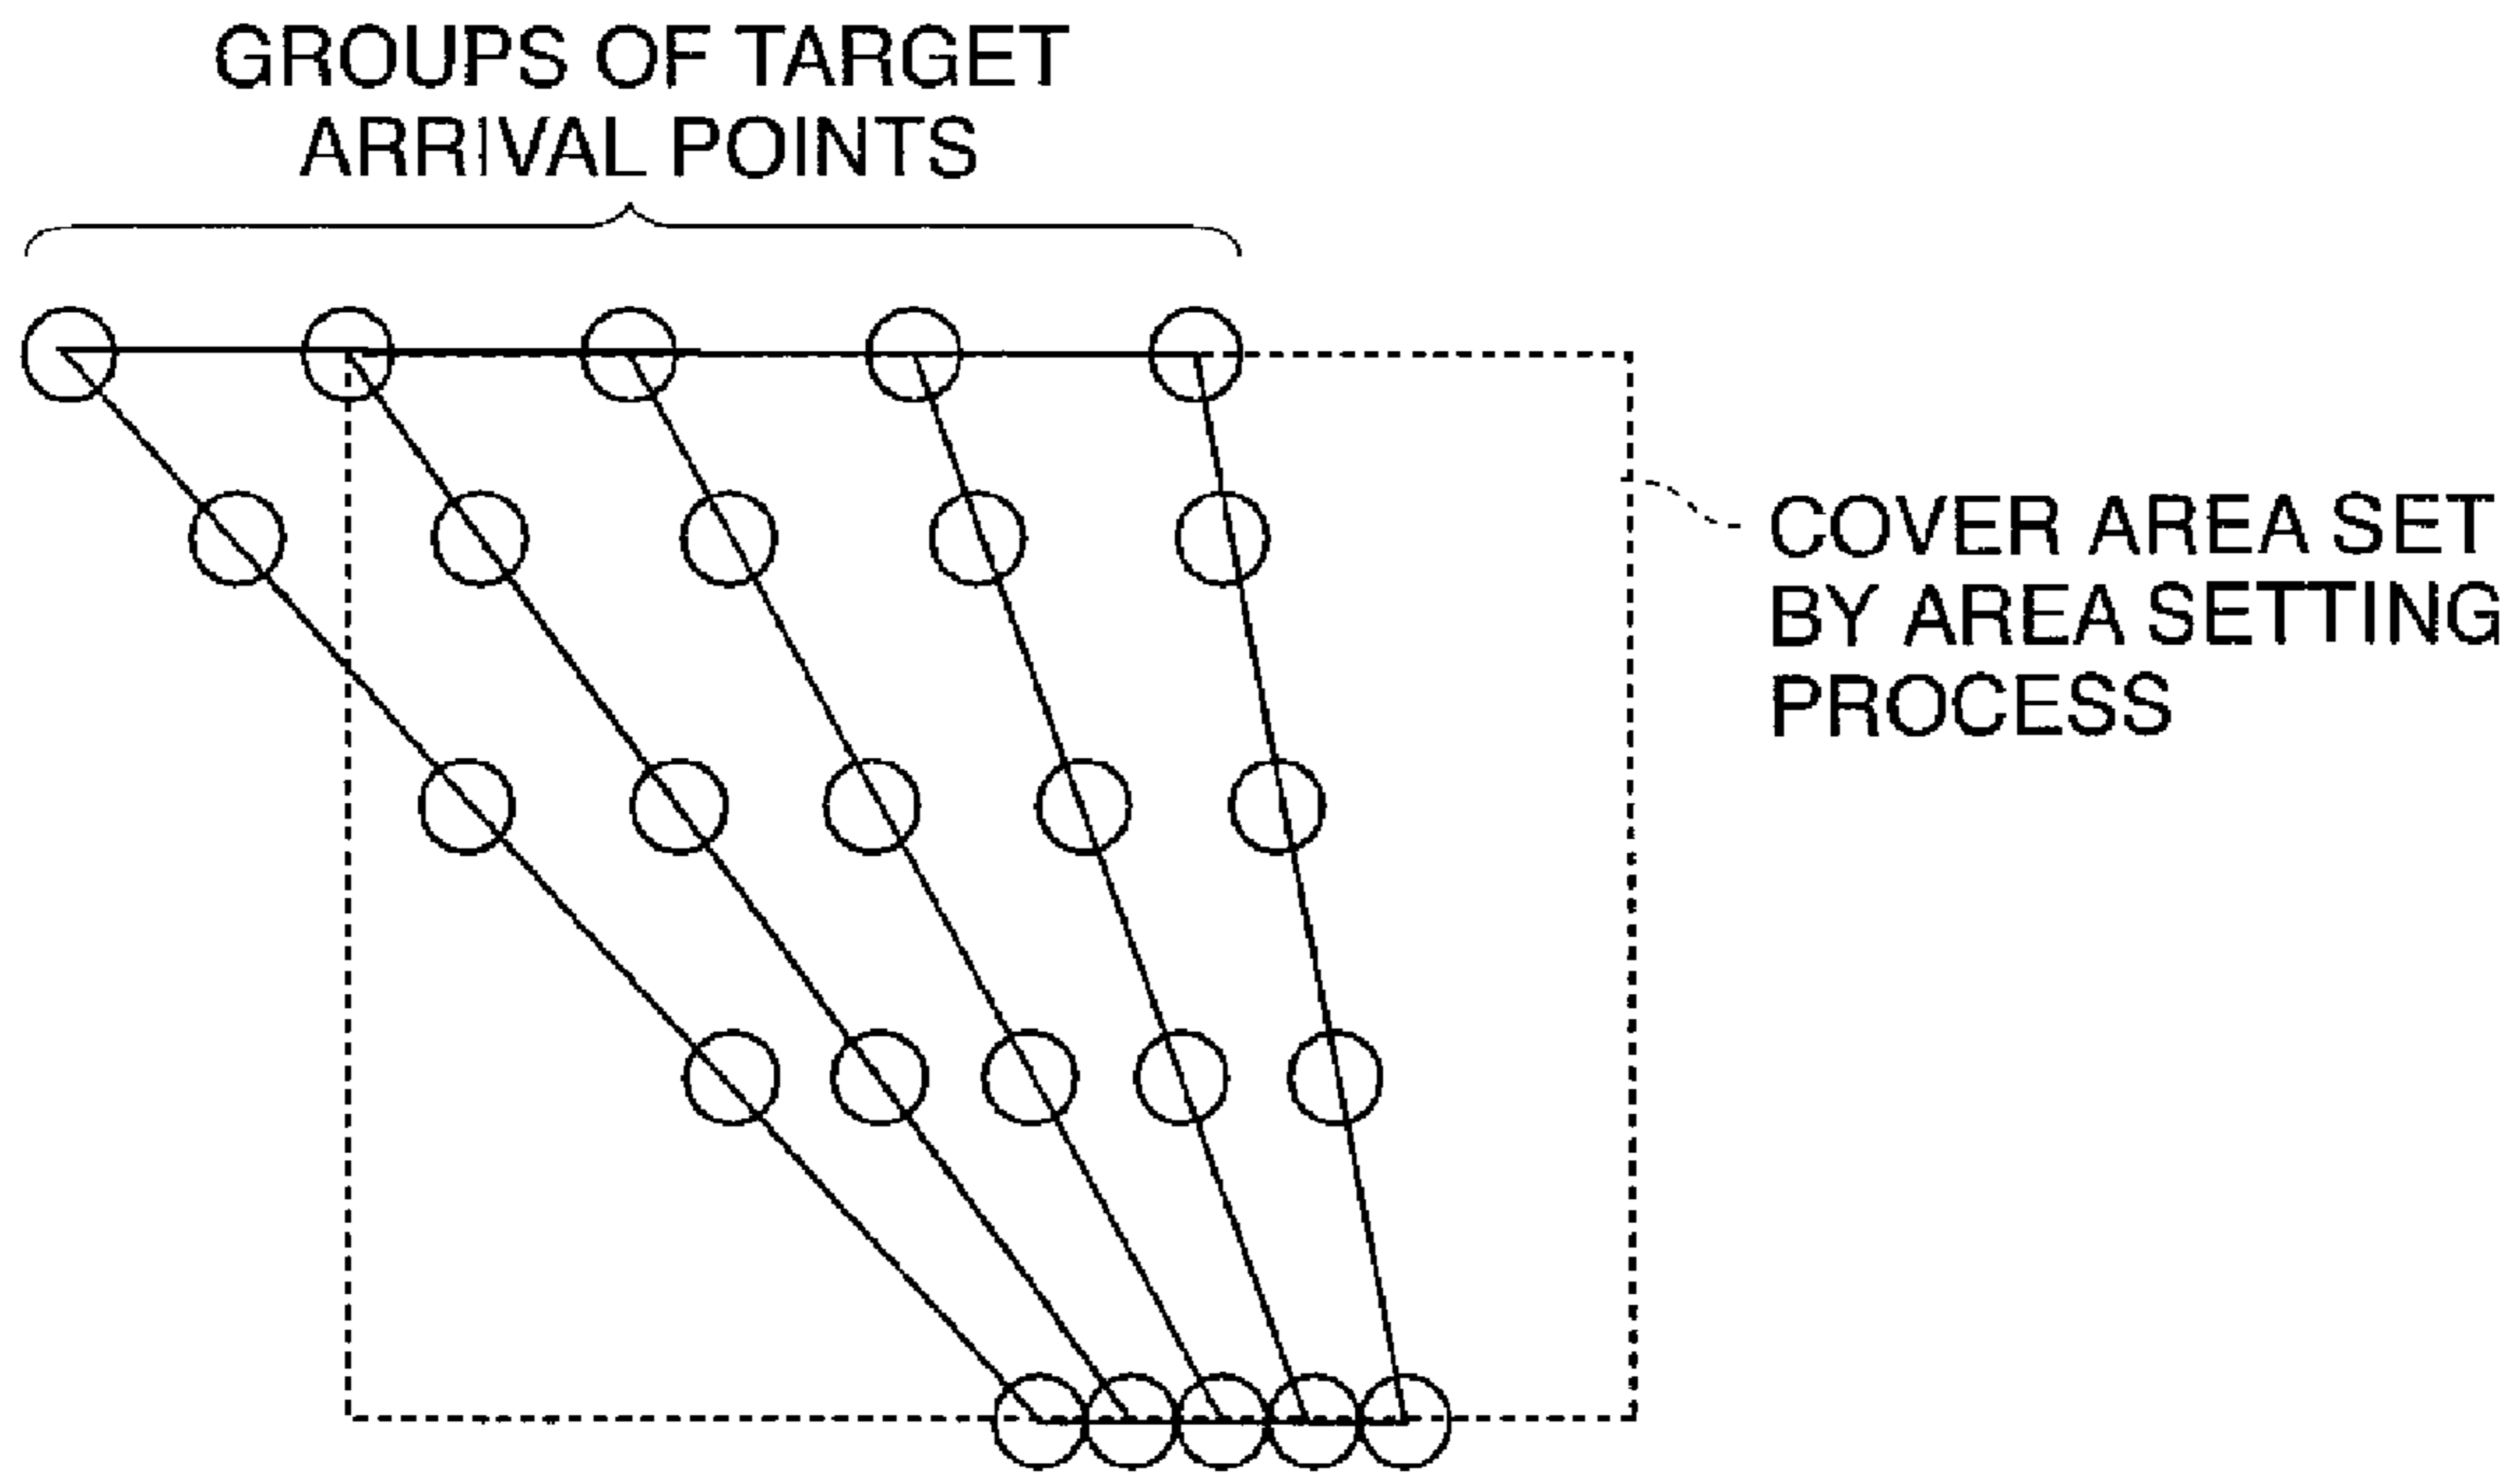 GROUPS OF TARGET
ARRIVAL POINTS
COVER AREA SET
BY AREA SETTING
PROCESS